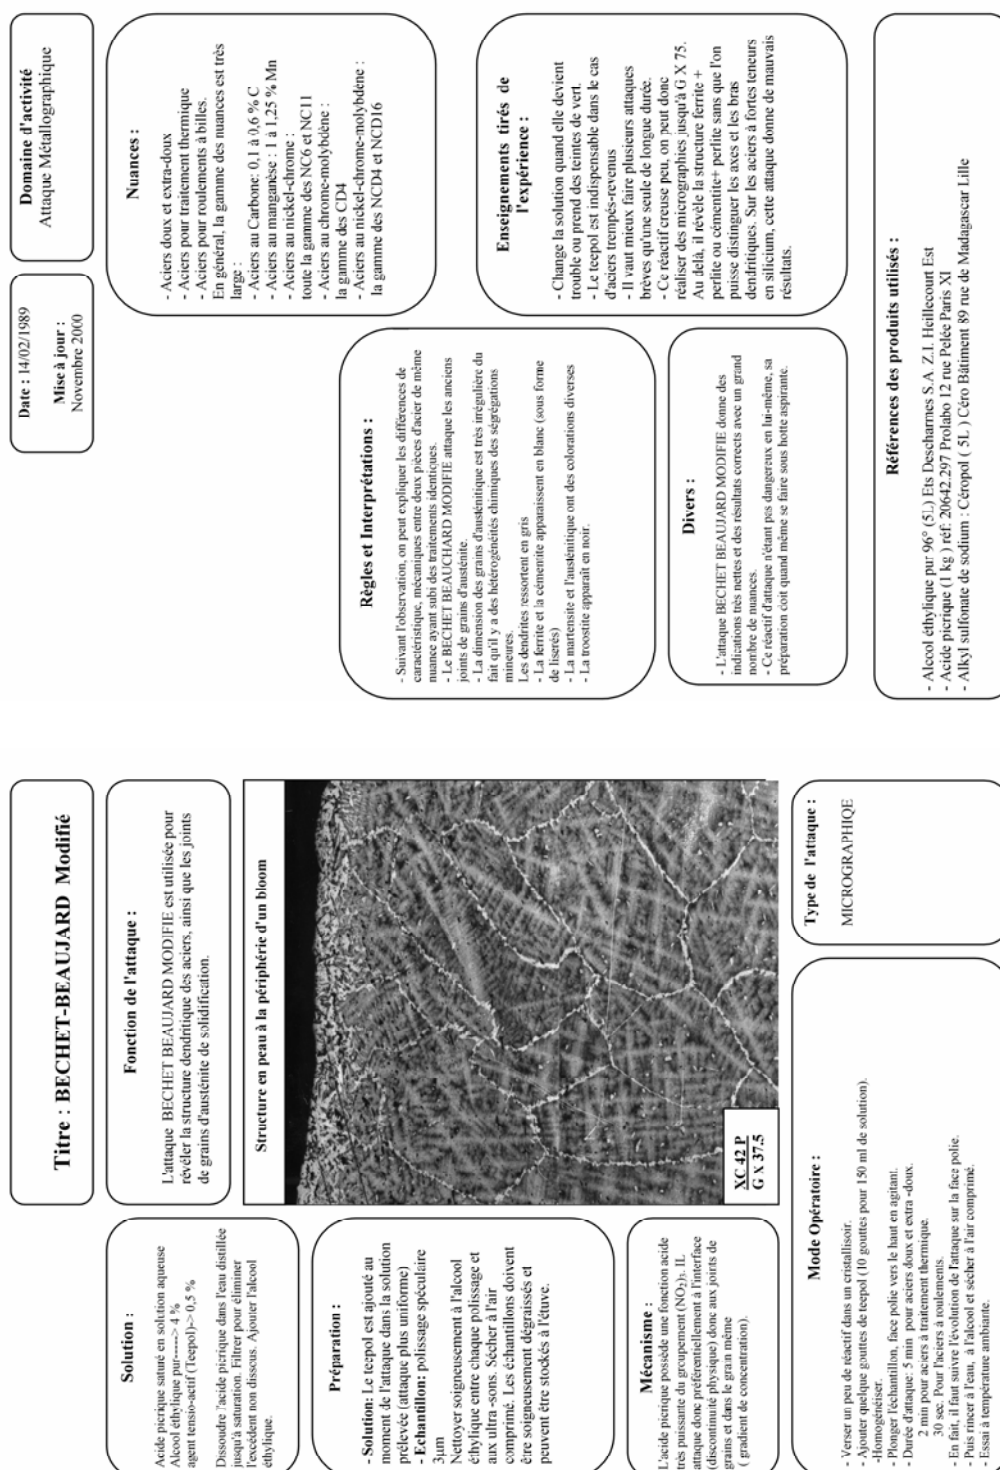 Titre : BECHET-BEAUJARD Modifié
Solution :
Acide picrique saturé en solution aqueuse
Alcool éthylique pur-----> 4 %
agent tensio-actif (Teepol)-> 0,5 %
Dissoudre l'acide picrique dans l'eau distillée
jusqu'à saturation. Filtrer pour éliminer
l'excédent non dissous. Ajouter l'alcool
éthylique.
Fonction de l'attaque :
L'attaque BECHET BEAUJARD MODIFIE est utilisée pour
révéler la structure dendritique des aciers, ainsi que les joints
de grains d'austénite de solidification.
Préparation :
- Solution: Le teepol est ajouté au
moment de l'attaque dans la solution
prélevée (attaque plus uniforme)
- Echantillon: polissage spéculaire
3µm
Nettoyer soigneusement à l'alcool
éthylique entre chaque polissage et
aux ultra -sons. Sécher à l'air
comprimé. Les échantillons doivent
être soigneusement dégraissés et
peuvent être stockés à l'étuve.
Structure en peau à la périphérie d'un bloom
XC 42 P
G x 37.5
Mécanisme :
L'acide picrique possède une fonction acide
très puissante du groupement (NO₂)₃. IL
attaque donc préférentiellement à l'interface
(discontinuité physique) donc aux joints de
grains et dans le grain même
( gradient de concentration).
Mode Opératoire :
- Verser un peu de réactif dans un cristallisoir.
- Ajouter quelque gouttes de teepol (10 gouttes pour 150 ml de solution).
-Homogénéiser.
- Plonger l'échantillon, face polie vers le haut en agitant.
- Durée d'attaque: 5 min pour aciers doux et extra -doux.
2 min pour aciers à traitement thermique.
30 sec. Pour l'aciers à roulements.
- En fait, il faut suivre l'évolution de l'attaque sur la face polie.
- Puis rincer à l'eau, à l'alcool et sécher à l'air comprimé.
- Essai à température ambiante.
Type de l'attaque :
MICROGRAPHIQE
Date : 14/02/1989
Mise à jour :
Novembre 2000
Domaine d'activité
Attaque Métallographique
Nuances :
- Aciers doux et extra-doux
- Aciers pour traitement thermique
- Aciers pour roulements à billes.
En général, la gamme des nuances est très
large :
- Aciers au Carbone: 0,1 à 0,6 % C
- Aciers au manganèse : 1 à 1,25 % Mn
- Aciers au nickel-chrome :
toute la gamme des NC6 et NC11
- Aciers au chrome-molybdène :
la gamme des CD4
- Aciers au nickel-chrome-molybdene :
la gamme des NCD4 et NCD16
Règles et Interprétations :
- Suivant l'observation, on peut expliquer les différences de
caractéristique, mécaniques entre deux pièces d'acier de même
nuance ayant subi des traitements identiques.
- Le BECHET BEAUCHARD MODIFIE attaque les anciens
joints de grains d'austénite.
- La dimension des grains d'austénitique est très irrégulière du
fait qu'il y a des hétérogénéités chimiques des ségrégations
mineures.
Les dendrites ressortent en gris
- La ferrite et la cémentite apparaissent en blanc (sous forme
de liserés)
- La martensite et l'austénitique ont des colorations diverses
- La troostite apparaît en noir.
Enseignements tirés de
l'expérience :
- Change la solution quand elle devient
trouble ou prend des teintes de vert.
- Le teepol est indispensable dans le cas
d'aciers trempés-revenus
- Il vaut mieux faire plusieurs attaques
brèves qu'une seule de longue durée.
- Ce réactif creuse peu, on peut donc
réaliser des micrographies jusqu'à G X 75.
Au delà, il révèle la structure ferrite +
perlite ou cémentite+ perlite sans que l'on
puisse distinguer les axes et les bras
dendritiques. Sur les aciers à fortes teneurs
en silicium, cette attaque donne de mauvais
résultats.
Divers :
- L'attaque BECHET BEAUJARD MODIFIE donne des
indications très nettes et des résultats corrects avec un grand
nombre de nuances.
- Ce réactif d'attaque n'étant pas dangereux en lui-même, sa
préparation doit quand même se faire sous hotte aspirante.
Références des produits utilisés :
- Alcool éthylique pur 96° (5L) Ets Descharmes S.A. Z.I. Heillecourt Est
- Acide picrique (1 kg ) réf: 20642.297 Prolabo 12 rue Pelée Paris XI
- Alkyl sulfonate de sodium : Céropol ( 5L ) Céro Bâtiment 89 rue de Madagascar Lille